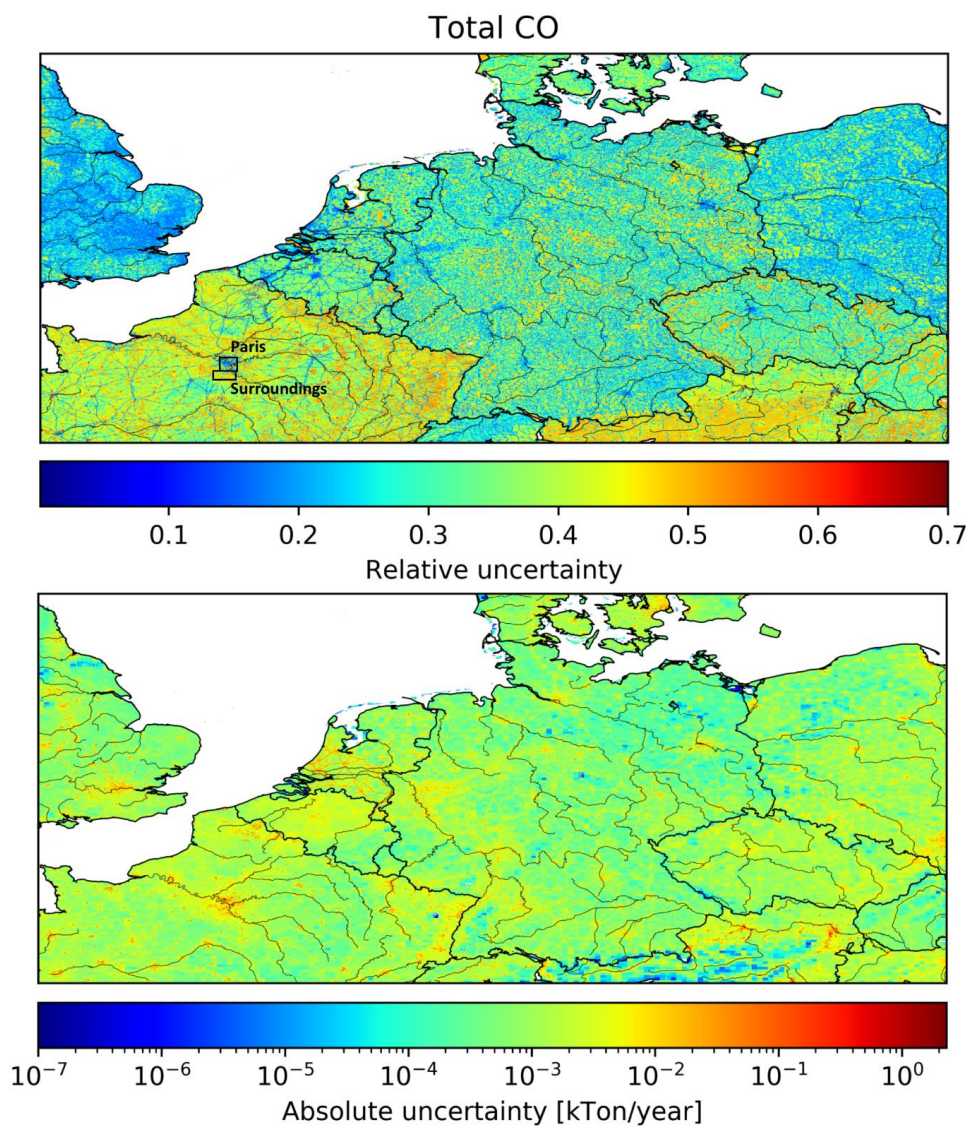 Total CO
Paris
Surroundings
0.1 0.2 0.3 0.4 0.5 0.6 0.7
Relative uncertainty
10⁻⁷ 10⁻⁶ 10⁻⁵ 10⁻⁴ 10⁻³ 10⁻² 10⁻¹ 10⁰
Absolute uncertainty [kTon/year]